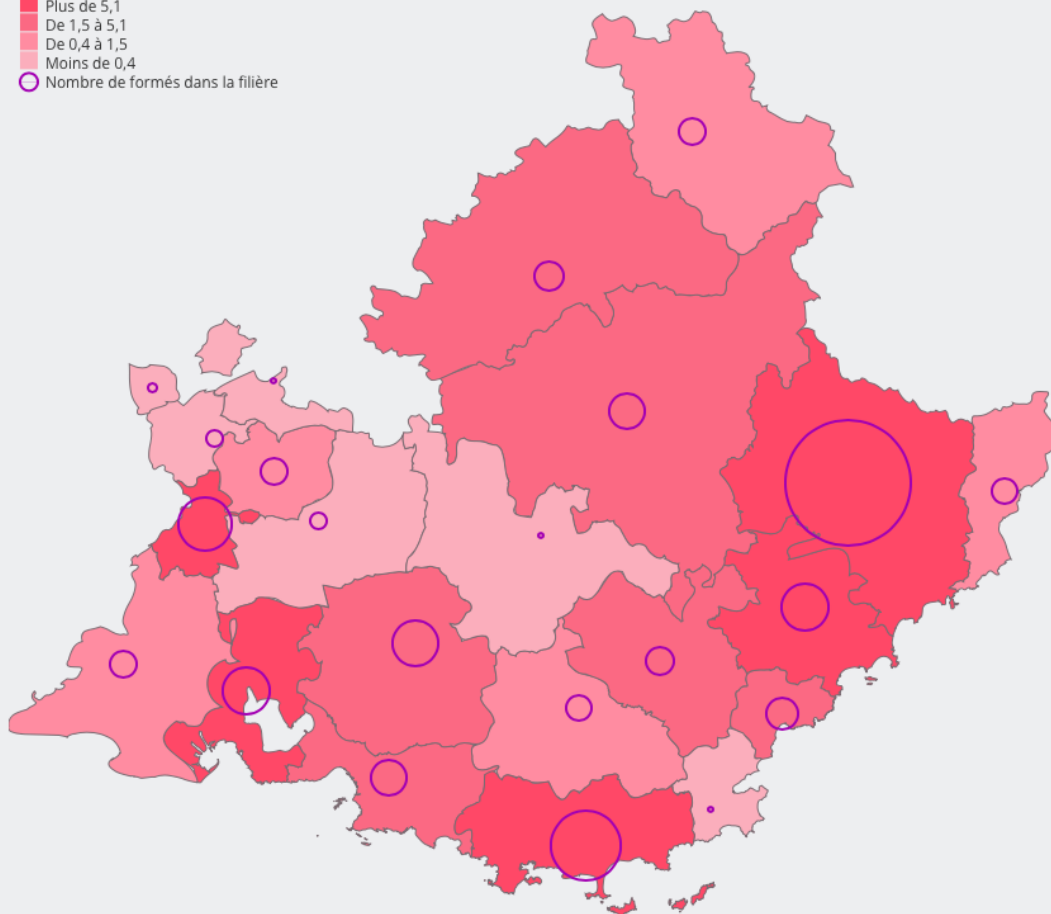 Plus de 5,1
De 1,5 à 5,1
De 0,4 à 1,5
Moins de 0,4
Nombre de formés dans la filière